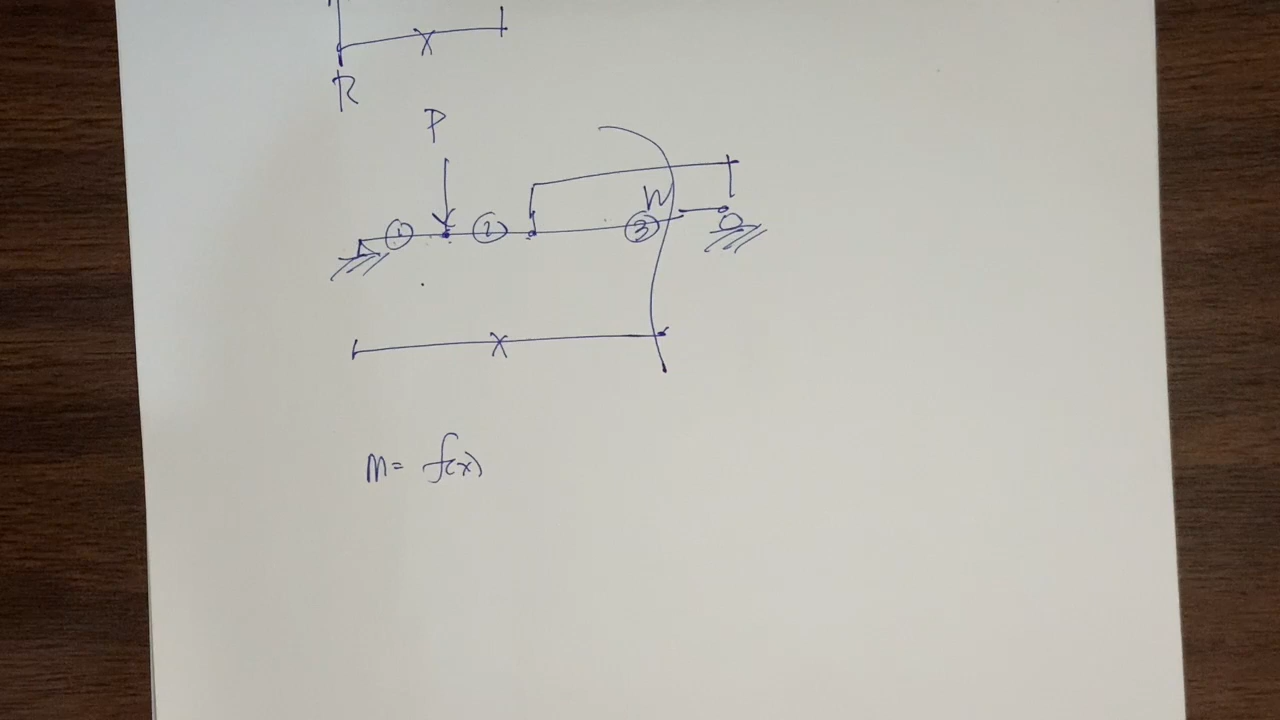 x
R
P
① ② W ③
x
M = f(x)